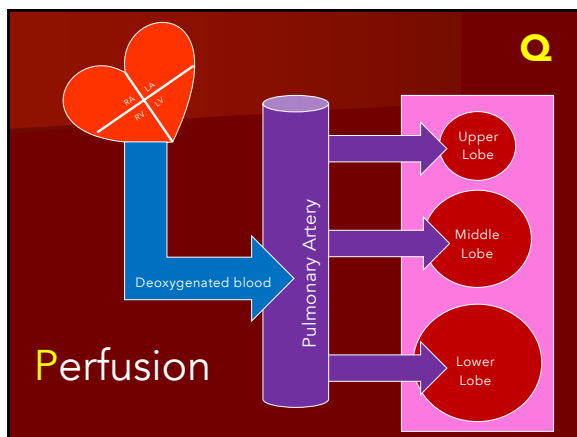 Q
LA
RA
LV
RV
Upper
Lobe
Middle
Lobe
Pulmonary Artery
Deoxygenated blood
Perfusion
Lower
Lobe